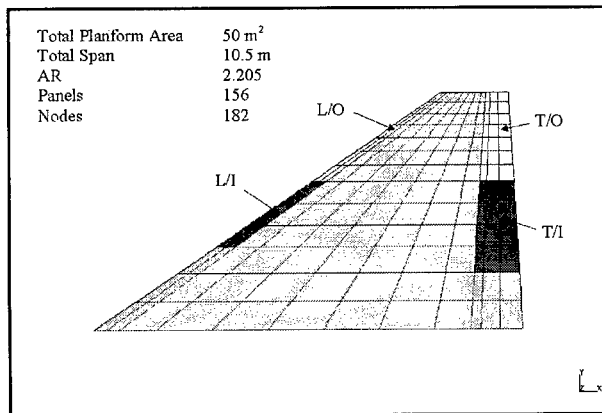 Total Planform Area 50 m²
Total Span 10.5 m
AR 2.205
Panels 156
Nodes 182
L/O
T/O
L/I
T/I
Y
Z X